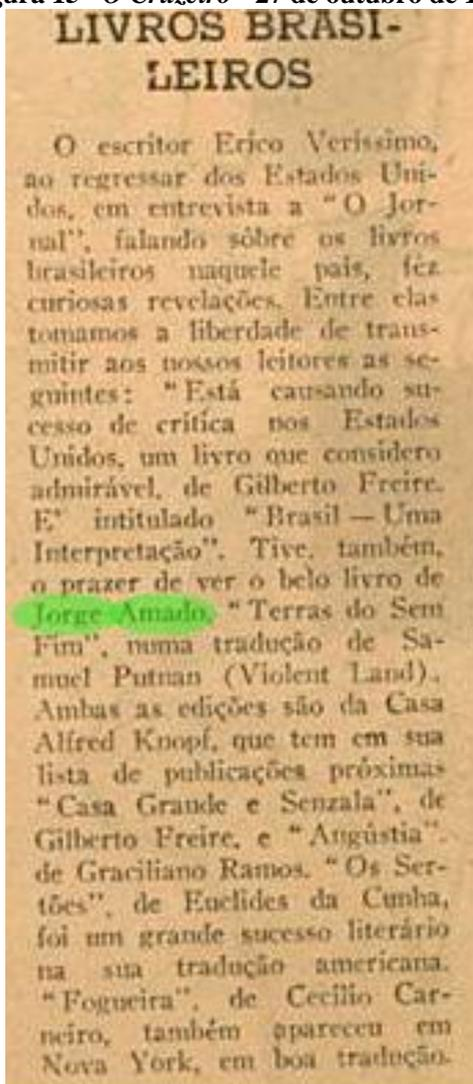 O Cruzeiro – 27 de outubro de
LIVROS BRASI-
LEIROS
O escritor Erico Veríssimo,
ao regressar dos Estados Uni-
dos, em entrevista a "O Jor-
nal", falando sôbre os livros
brasileiros naquele país, fêz
curiosas revelações. Entre elas
tomamos a liberdade de trans-
mitir aos nossos leitores as se-
guintes: "Está causando su-
cesso de crítica nos Estados
Unidos, um livro que considero
admirável, de Gilberto Freire.
E' intitulado "Brasil — Uma
Interpretação". Tive, também,
o prazer de ver o belo livro de
Jorge Amado, "Terras do Sem
Fim", numa tradução de Sa-
muel Putnan (Violent Land).
Ambas as edições são da Casa
Alfred Knopf, que tem em sua
lista de publicações próximas
"Casa Grande e Senzala", de
Gilberto Freire, e "Angústia".
de Graciliano Ramos. "Os Ser-
tões", de Euclides da Cunha,
foi um grande sucesso literário
na sua tradução americana.
"Fogueira", de Cecílio Car-
neiro, também apareceu em
Nova York, em boa tradução.